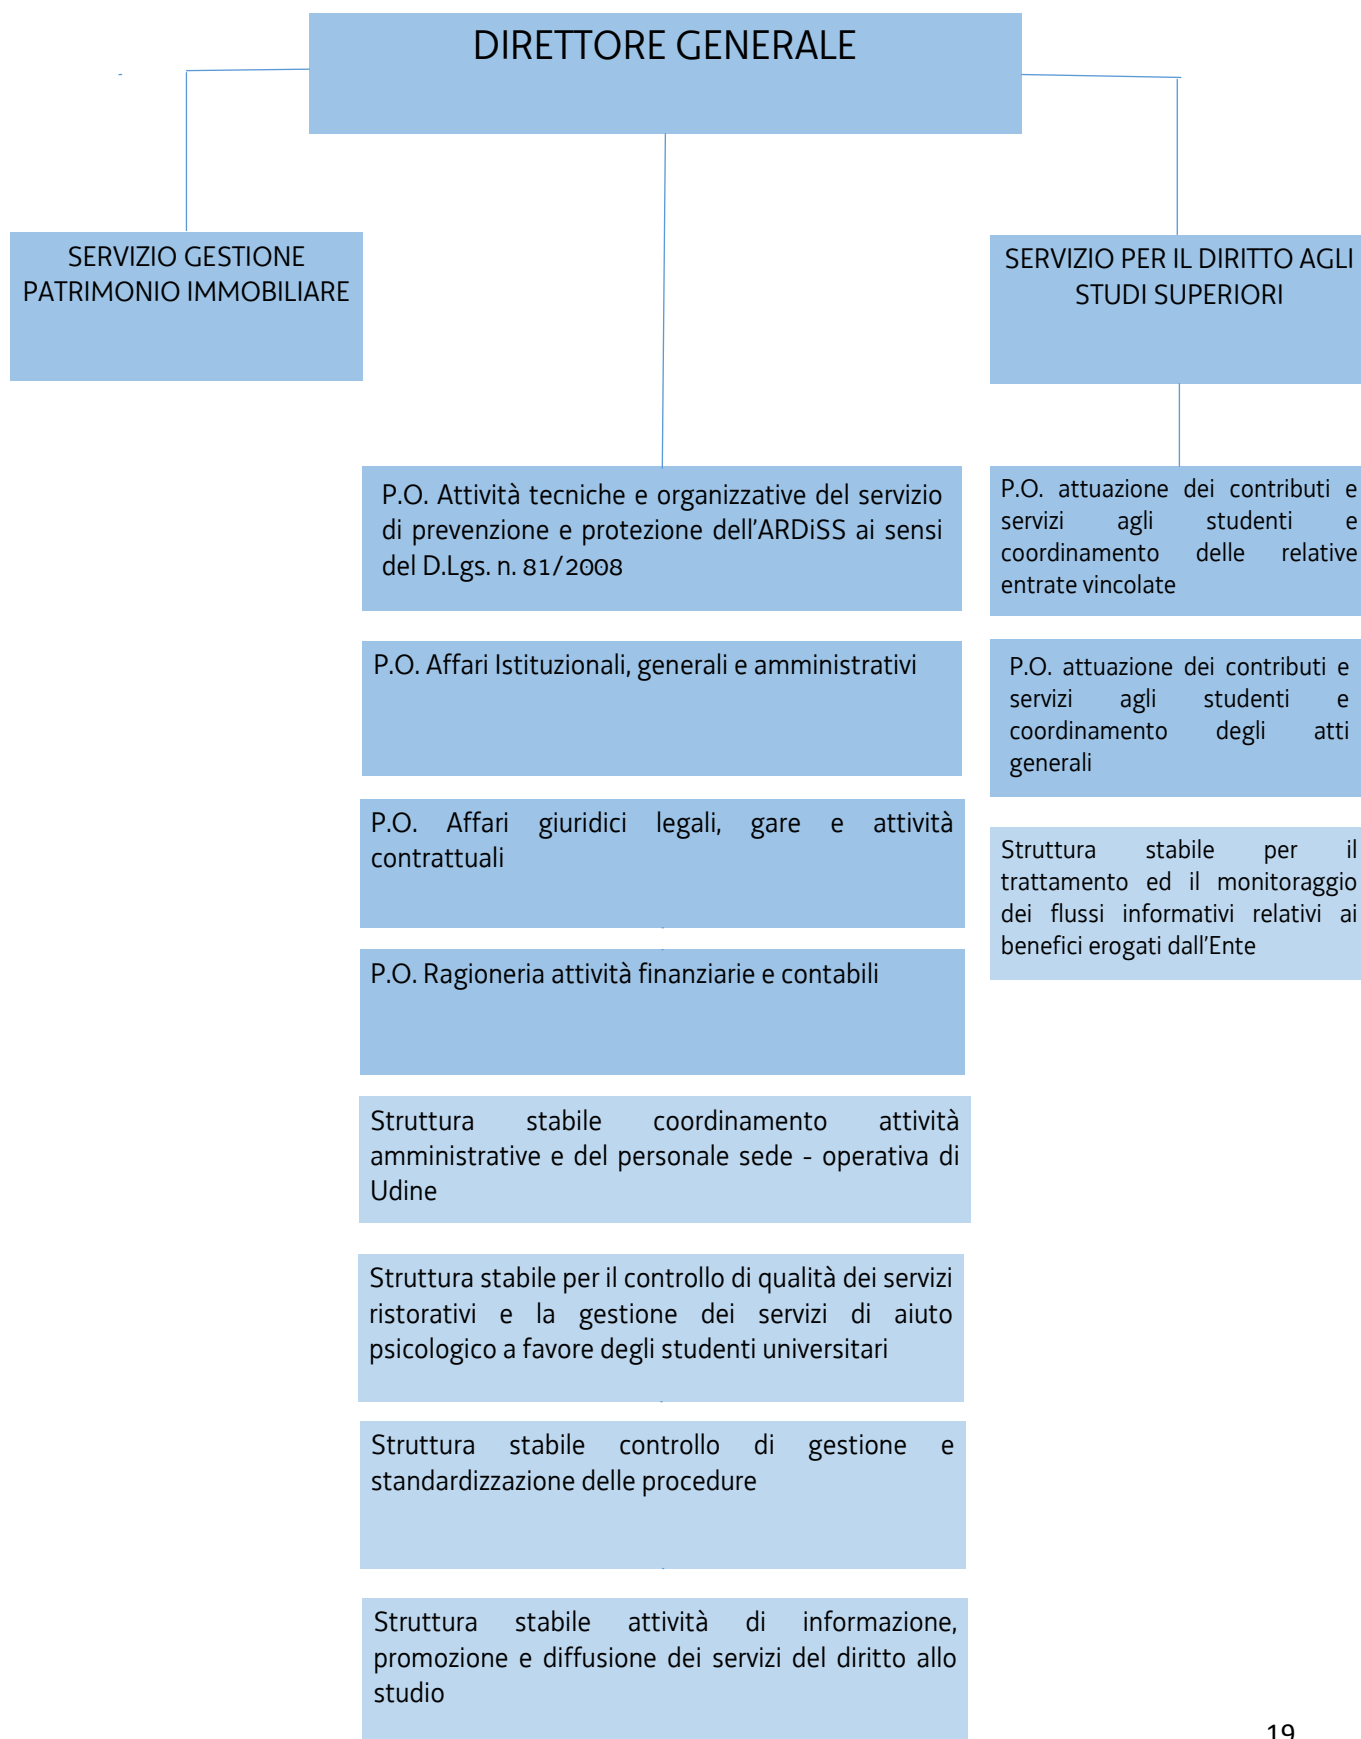 DIRETTORE GENERALE
SERVIZIO GESTIONE
PATRIMONIO IMMOBILIARE
SERVIZIO PER IL DIRITTO AGLI
STUDI SUPERIORI
P.O. Attività tecniche e organizzative del servizio
di prevenzione e protezione dell'ARDiSS ai sensi
del D.Lgs. n. 81/2008
P.O. Affari Istituzionali, generali e amministrativi
P.O. Affari giuridici legali, gare e attività
contrattuali
P.O. Ragioneria attività finanziarie e contabili
Struttura stabile coordinamento attività
amministrative e del personale sede - operativa di
Udine
Struttura stabile per il controllo di qualità dei servizi
ristorativi e la gestione dei servizi di aiuto
psicologico a favore degli studenti universitari
Struttura stabile controllo di gestione e
standardizzazione delle procedure
Struttura stabile attività di informazione,
promozione e diffusione dei servizi del diritto allo
studio
P.O. attuazione dei contributi e
servizi agli studenti e
coordinamento delle relative
entrate vincolate
P.O. attuazione dei contributi e
servizi agli studenti e
coordinamento degli atti
generali
Struttura stabile per il
trattamento ed il monitoraggio
dei flussi informativi relativi ai
benefici erogati dall'Ente
19